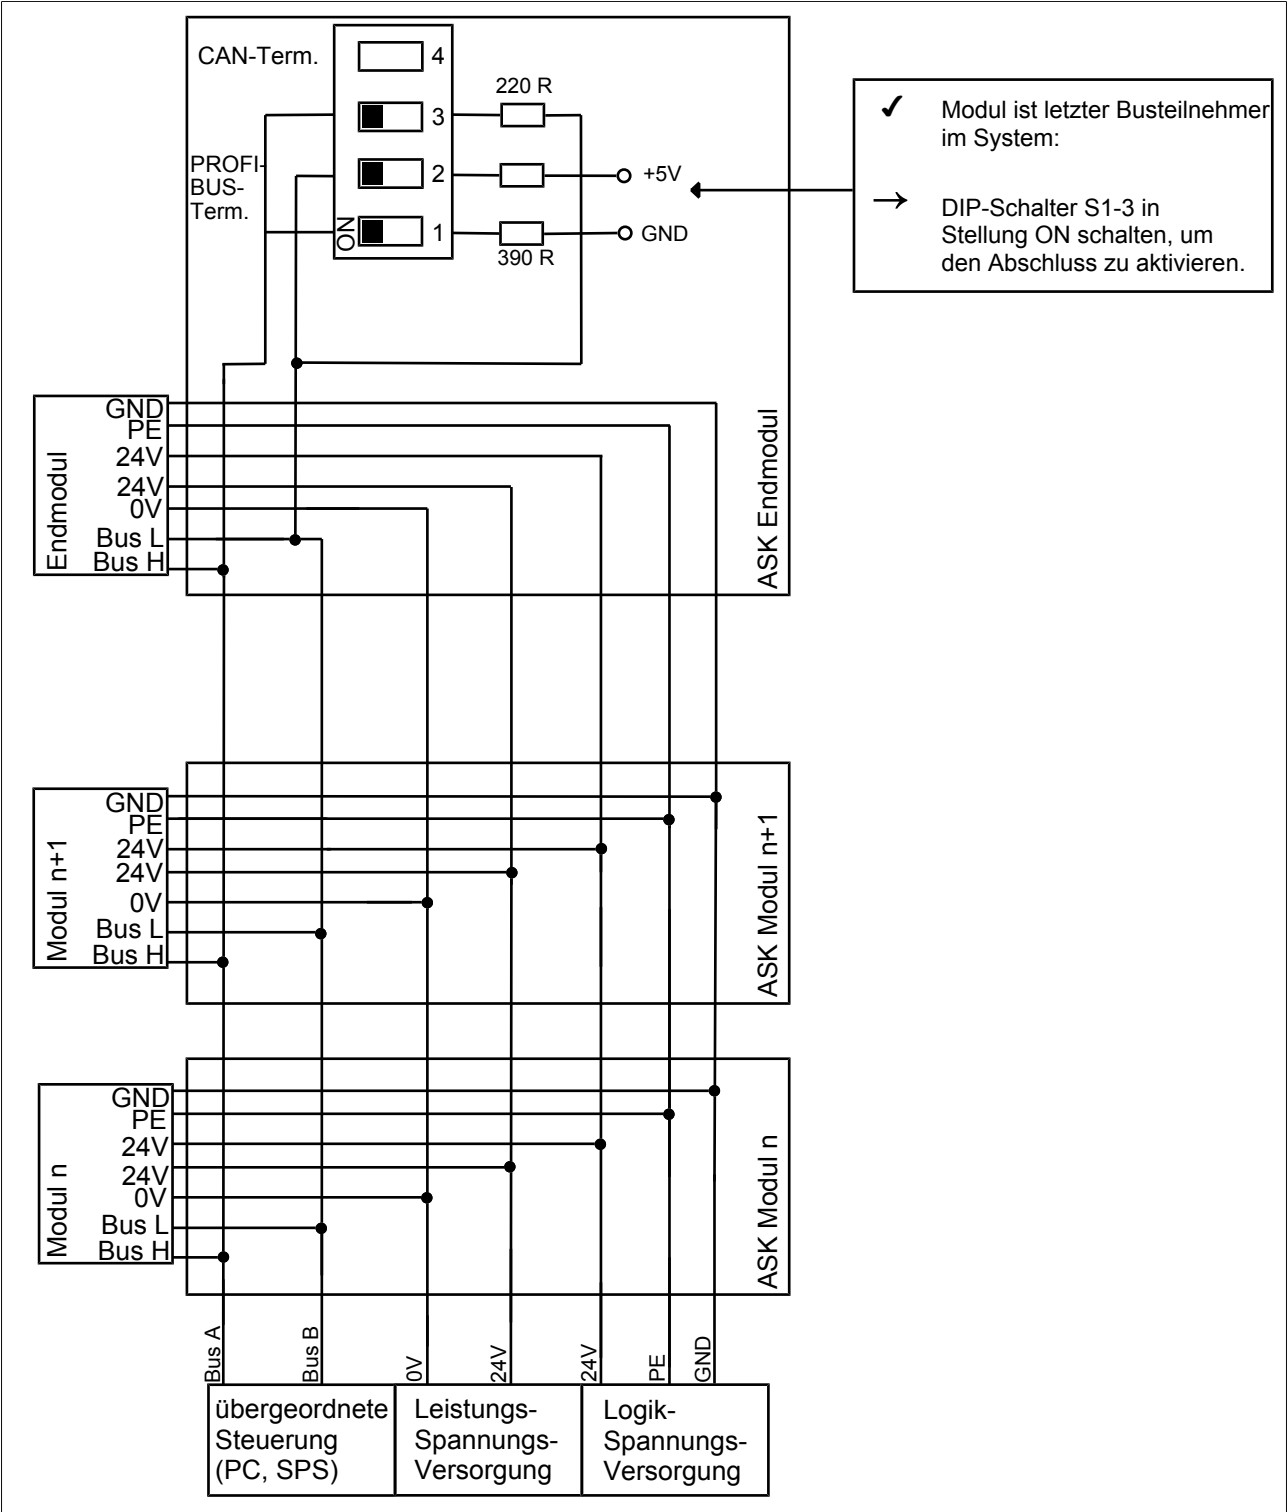 CAN-Term.
4
220 R
3
PROFI-
BUS-
Term.
2
+5V
ON
1
GND
390 R
✓ Modul ist letzter Busteilnehmer
im System:
→ DIP-Schalter S1-3 in
Stellung ON schalten, um
den Abschluss zu aktivieren.
Endmodul
GND
PE
24V
24V
0V
Bus L
Bus H
ASK Endmodul
Modul n+1
GND
PE
24V
24V
0V
Bus L
Bus H
ASK Modul n+1
Modul n
GND
PE
24V
24V
0V
Bus L
Bus H
ASK Modul n
Bus A
Bus B
0V
24V
24V
PE
GND
übergeordnete
Steuerung
(PC, SPS)
Leistungs-
Spannungs-
Versorgung
Logik-
Spannungs-
Versorgung